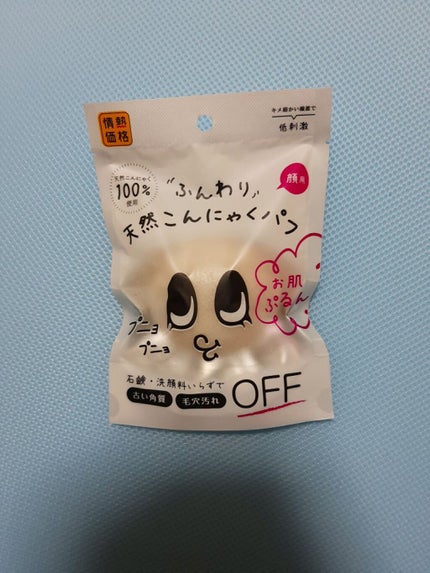 情熱
価格
キメ細かい繊維で
低刺激
天然こんにゃく
100%
使用
顔用
"ふんわり"
天然こんにゃくパフ
お肌
ぷるん
プニョ
プニョ
石鹸・洗顔料いらずで
古い角質 毛穴汚れ OFF